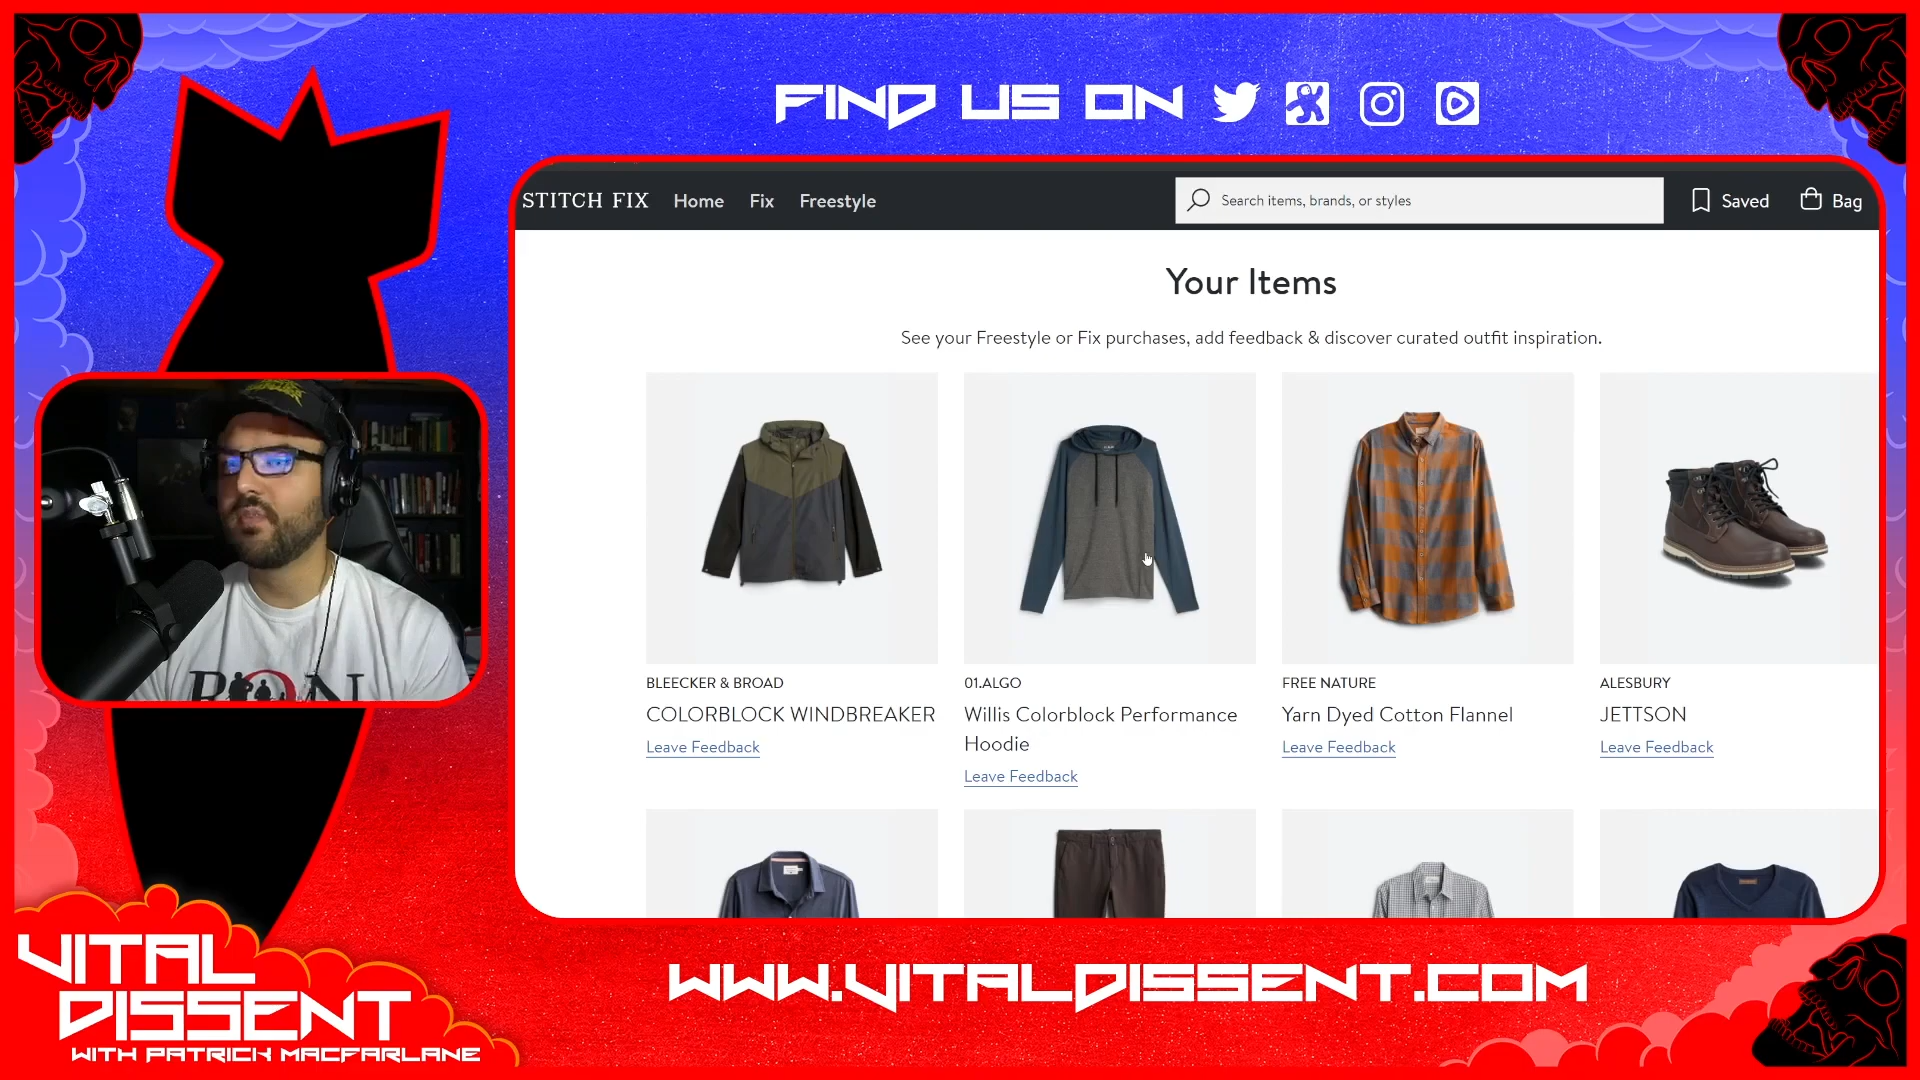 FIND US ON
STITCH FIX Home Fix Freestyle Search items, brands, or styles Saved Bag
Your Items
See your Freestyle or Fix purchases, add feedback & discover curated outfit inspiration.
BLEECKER & BROAD
COLORBLOCK WINDBREAKER
Leave Feedback
01.ALGO
Willis Colorblock Performance
Hoodie
Leave Feedback
FREE NATURE
Yarn Dyed Cotton Flannel
Leave Feedback
ALESBURY
JETTSON
Leave Feedback
VITAL
DISSENT
WITH PATRICK MACFARLANE
WWW.VITALDISSENT.COM